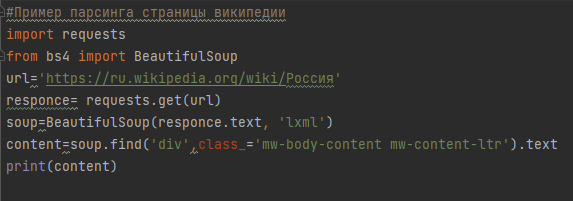 #Пример парсинга страницы википедии
import requests
from bs4 import BeautifulSoup
url='https://ru.wikipedia.org/wiki/Россия'
responce= requests.get(url)
soup=BeautifulSoup(responce.text, 'lxml')
content=soup.find('div',class_='mw-body-content mw-content-ltr').text
print(content)